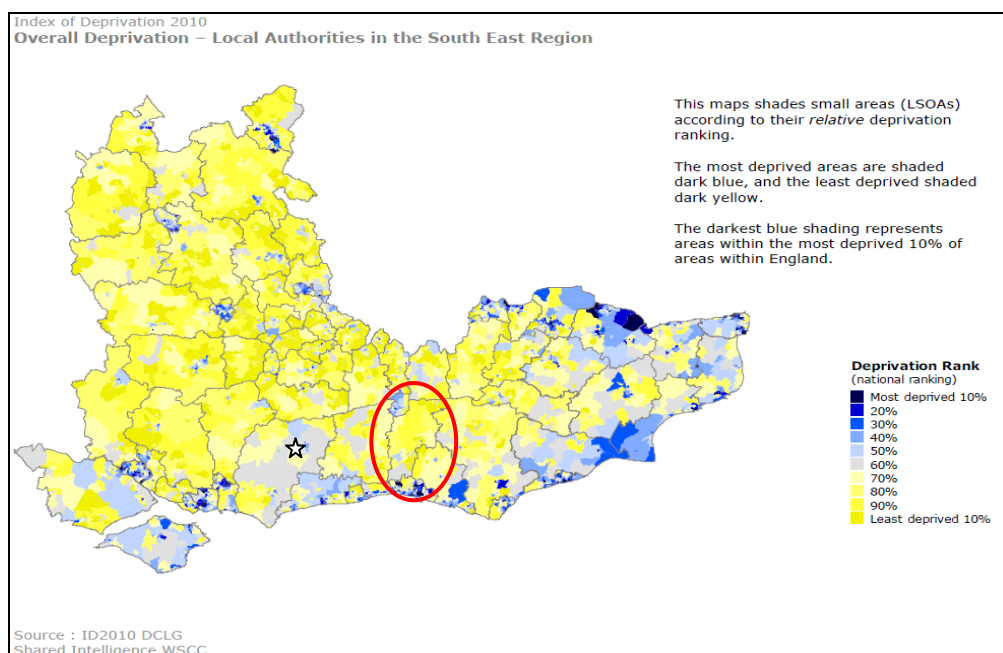 Index of Deprivation 2010
Overall Deprivation – Local Authorities in the South East Region
This maps shades small areas (LSOAs)
according to their relative deprivation
ranking.
The most deprived areas are shaded
dark blue, and the least deprived shaded
dark yellow.
The darkest blue shading represents
areas within the most deprived 10% of
areas within England.
Deprivation Rank
(national ranking)
Most deprived 10%
20%
30%
40%
50%
60%
70%
80%
90%
Least deprived 10%
Source : ID2010 DCLG
Shared Intelligence WSCC